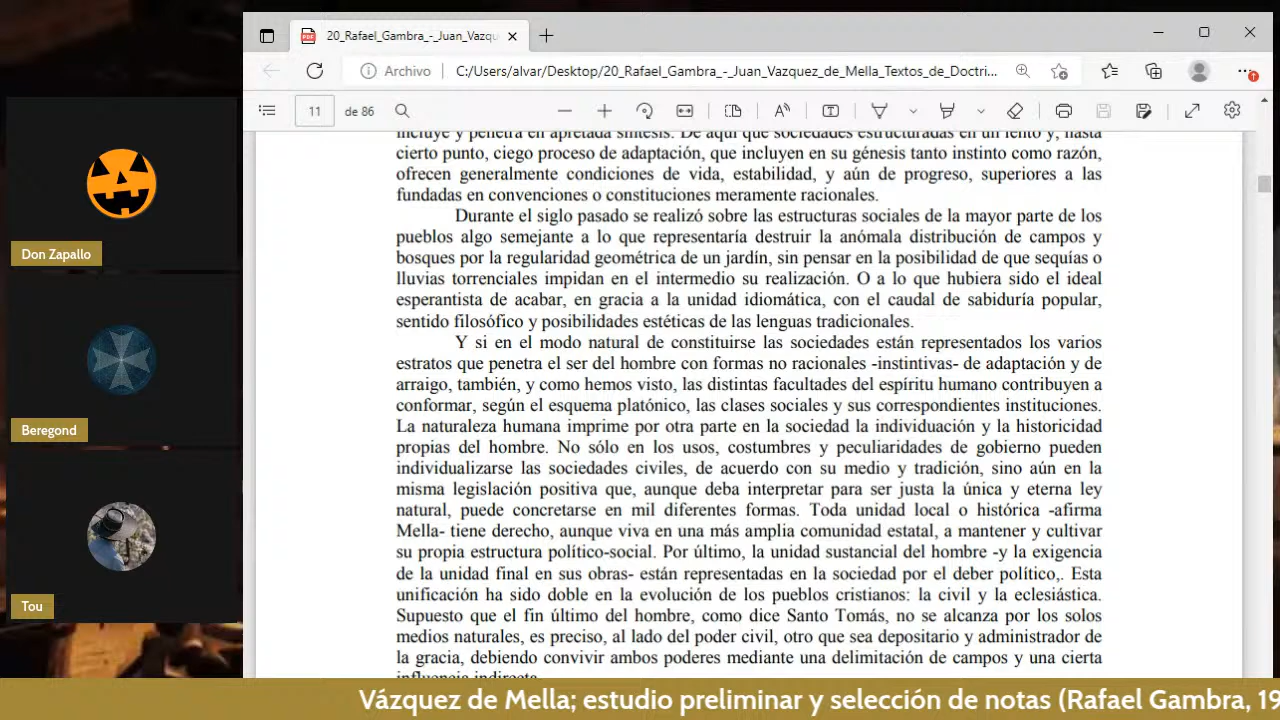 20_Rafael_Gambra_-_Juan_Vazqu
Archivo
C:/Users/alvar/Desktop/20_Rafael_Gambra_-_Juan_Vazquez_de_Mella_Textos_de_Doctri...
11 de 86
incluye y penetra en apretada síntesis. De aquí que sociedades estructuradas en un lento y, hasta
cierto punto, ciego proceso de adaptación, que incluyen en su génesis tanto instinto como razón,
ofrecen generalmente condiciones de vida, estabilidad, y aún de progreso, superiores a las
fundadas en convenciones o constituciones meramente racionales.
Durante el siglo pasado se realizó sobre las estructuras sociales de la mayor parte de los
pueblos algo semejante a lo que representaría destruir la anómala distribución de campos y
bosques por la regularidad geométrica de un jardín, sin pensar en la posibilidad de que sequías o
lluvias torrenciales impidan en el intermedio su realización. O a lo que hubiera sido el ideal
esperantista de acabar, en gracia a la unidad idiomática, con el caudal de sabiduría popular,
sentido filosófico y posibilidades estéticas de las lenguas tradicionales.
Y si en el modo natural de constituirse las sociedades están representados los varios
estratos que penetra el ser del hombre con formas no racionales -instintivas- de adaptación y de
arraigo, también, y como hemos visto, las distintas facultades del espíritu humano contribuyen a
conformar, según el esquema platónico, las clases sociales y sus correspondientes instituciones.
La naturaleza humana imprime por otra parte en la sociedad la individuación y la historicidad
propias del hombre. No sólo en los usos, costumbres y peculiaridades de gobierno pueden
individualizarse las sociedades civiles, de acuerdo con su medio y tradición, sino aún en la
misma legislación positiva que, aunque deba interpretar para ser justa la única y eterna ley
natural, puede concretarse en mil diferentes formas. Toda unidad local o histórica -afirma
Mella- tiene derecho, aunque viva en una más amplia comunidad estatal, a mantener y cultivar
su propia estructura político-social. Por último, la unidad sustancial del hombre -y la exigencia
de la unidad final en sus obras- están representadas en la sociedad por el deber político,. Esta
unificación ha sido doble en la evolución de los pueblos cristianos: la civil y la eclesiástica.
Supuesto que el fin último del hombre, como dice Santo Tomás, no se alcanza por los solos
medios naturales, es preciso, al lado del poder civil, otro que sea depositario y administrador de
la gracia, debiendo convivir ambos poderes mediante una delimitación de campos y una cierta
influencia indirecta.
Don Zapallo
Beregond
Tou
Vázquez de Mella; estudio preliminar y selección de notas (Rafael Gambra, 19